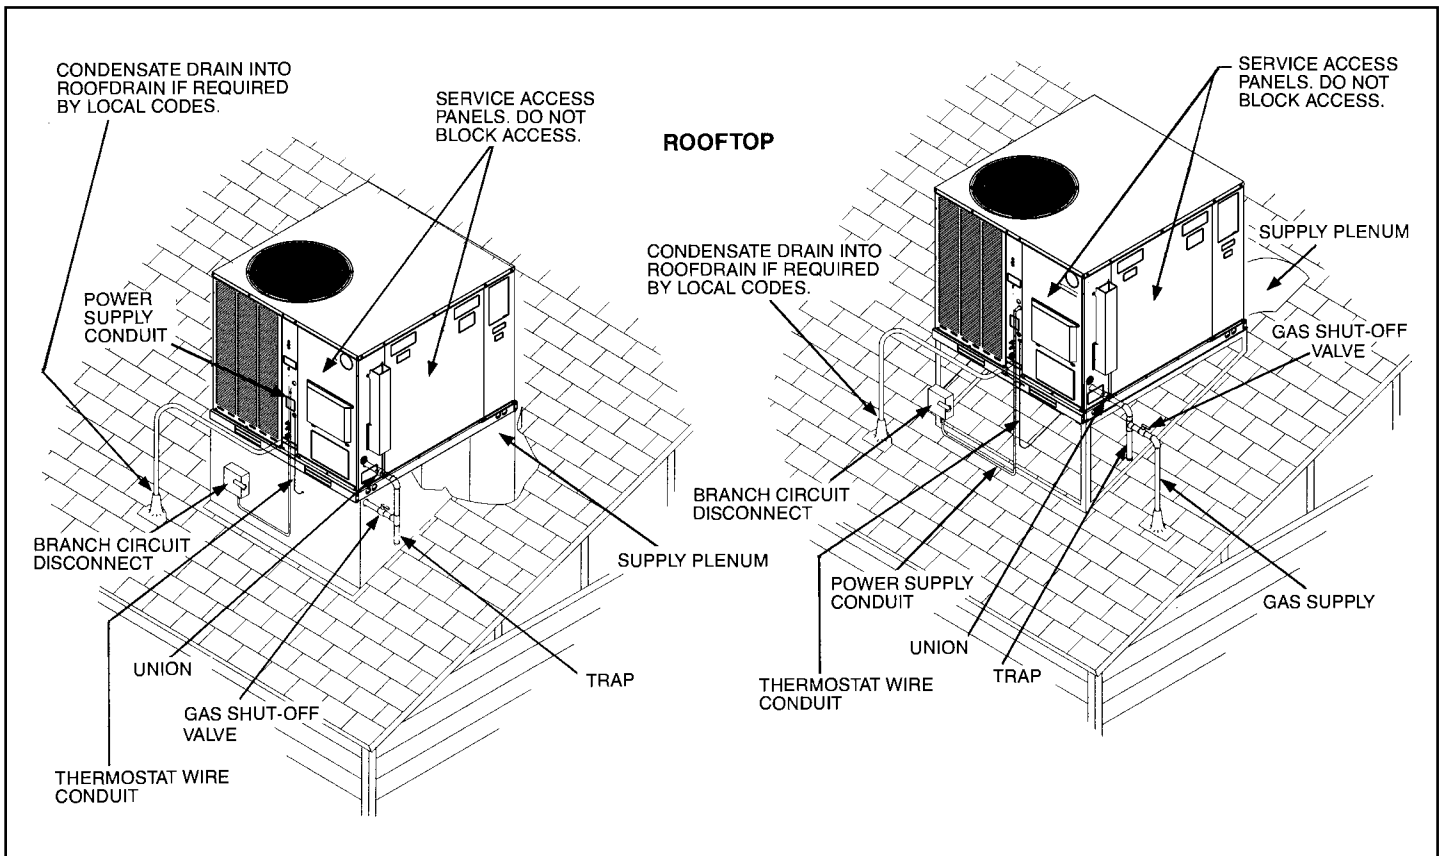 CONDENSATE DRAIN INTO
ROOFDRAIN IF REQUIRED
BY LOCAL CODES.
SERVICE ACCESS
PANELS. DO NOT
BLOCK ACCESS.
POWER
SUPPLY
CONDUIT
BRANCH CIRCUIT
DISCONNECT
SUPPLY PLENUM
UNION
TRAP
GAS SHUT-OFF
VALVE
THERMOSTAT WIRE
CONDUIT
ROOFTOP
SERVICE ACCESS
PANELS. DO NOT
BLOCK ACCESS.
CONDENSATE DRAIN INTO
ROOFDRAIN IF REQUIRED
BY LOCAL CODES.
SUPPLY PLENUM
GAS SHUT-OFF
VALVE
BRANCH CIRCUIT
DISCONNECT
POWER SUPPLY
CONDUIT
GAS SUPPLY
UNION
TRAP
THERMOSTAT WIRE
CONDUIT